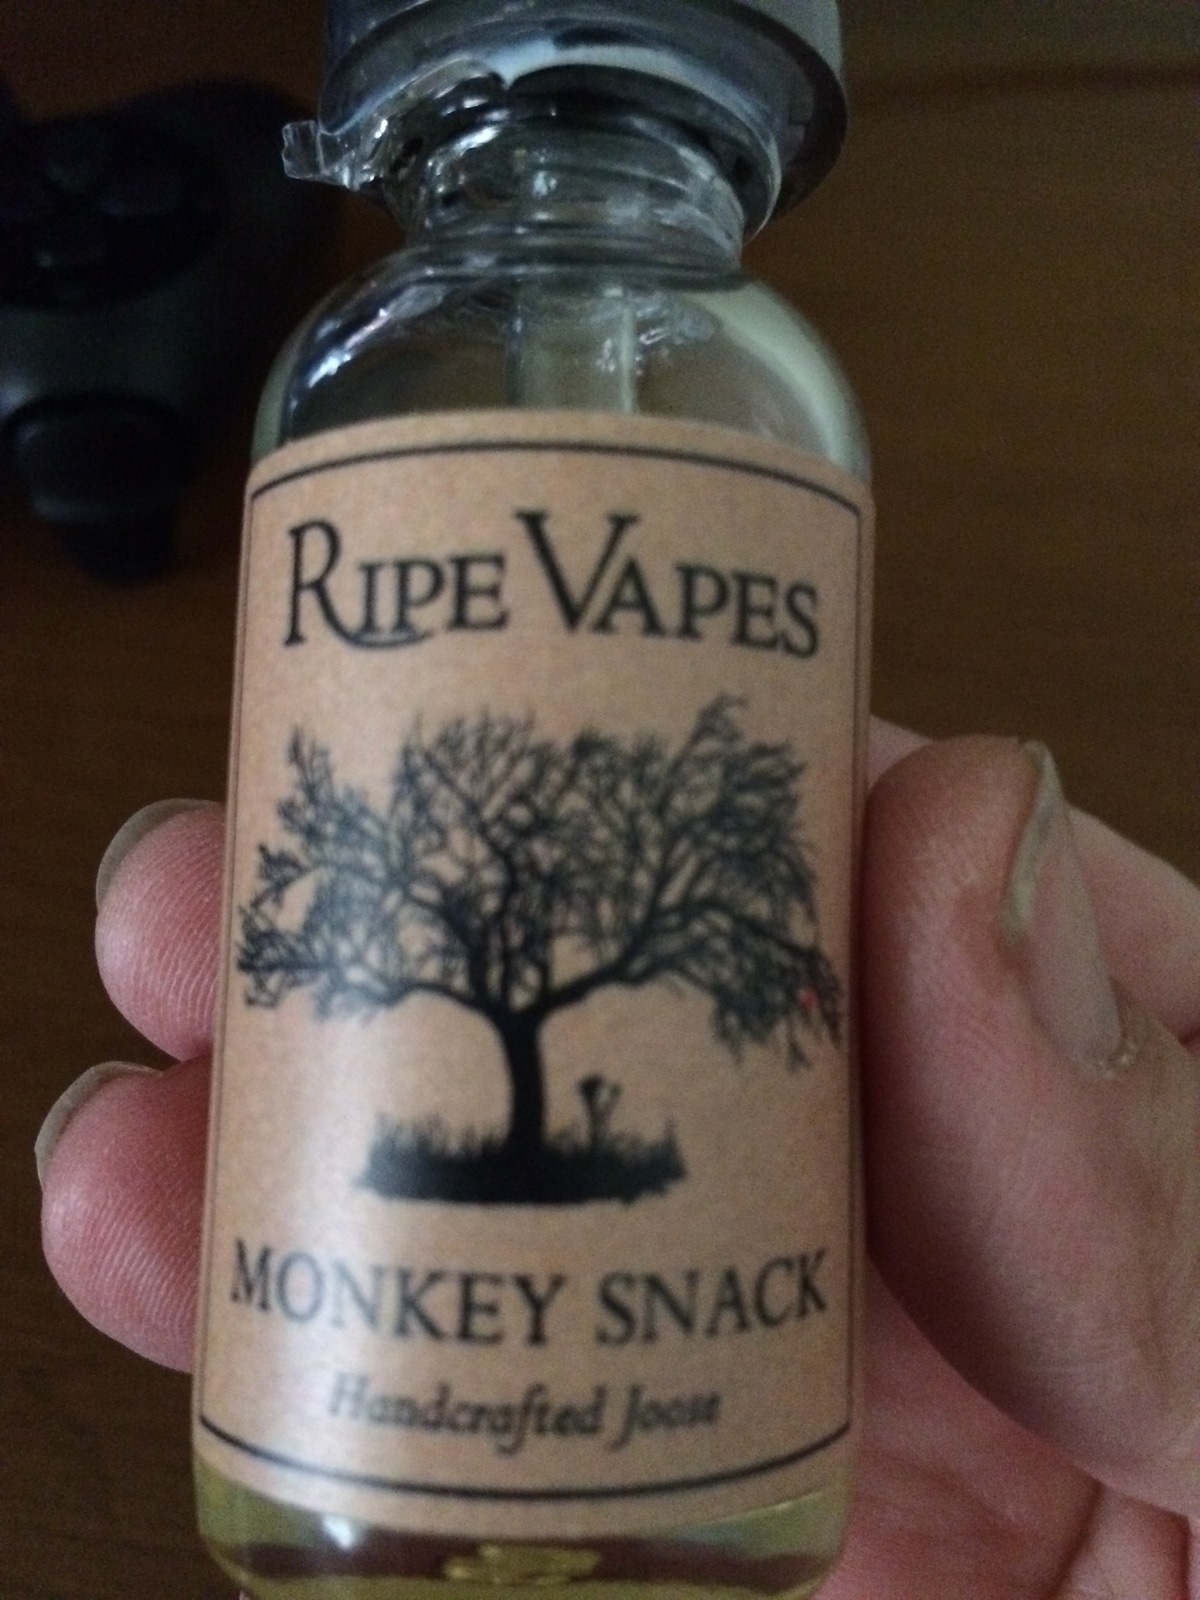 RIPE VAPES
MONKEY SNACK
Handcrafted Joose